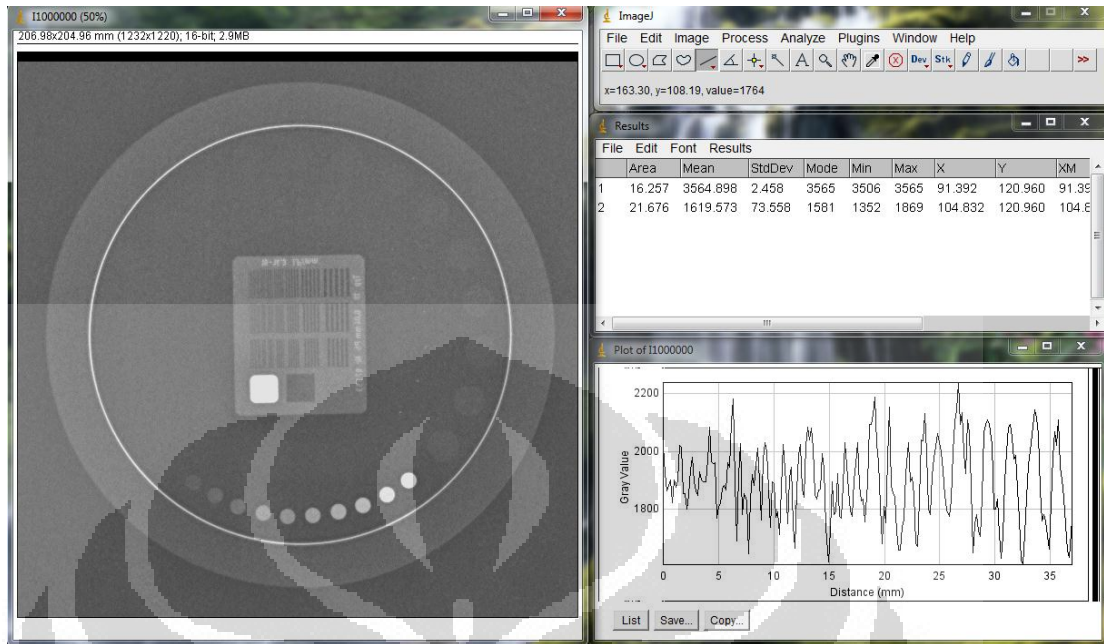 I1000000 (50%)
206.98x204.96 mm (1232x1220); 16-bit; 2.9MB
ImageJ
File Edit Image Process Analyze Plugins Window Help
A Dev Stk >>
x=163.30, y=108.19, value=1764
Results
File Edit Font Results
Area Mean StdDev Mode Min Max X Y XM
1 16.257 3564.898 2.458 3565 3506 3565 91.392 120.960 91.39
2 21.676 1619.573 73.558 1581 1352 1869 104.832 120.960 104.8
Plot of I1000000
2200
2000
1800
Gray Value
0 5 10 15 20 25 30 35
Distance (mm)
List Save... Copy...